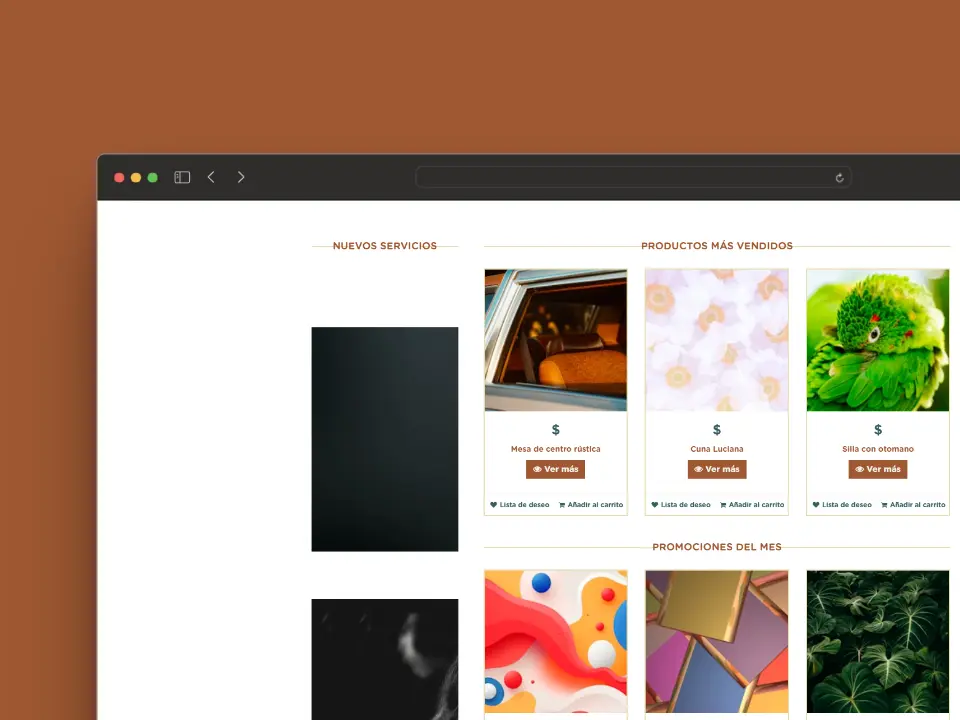 NUEVOS SERVICIOS
PRODUCTOS MÁS VENDIDOS
$
Mesa de centro rústica
Ver más
Lista de deseo Añadir al carrito
$
Cuna Luciana
Ver más
Lista de deseo Añadir al carrito
$
Silla con otomano
Ver más
Lista de deseo Añadir al carrito
PROMOCIONES DEL MES